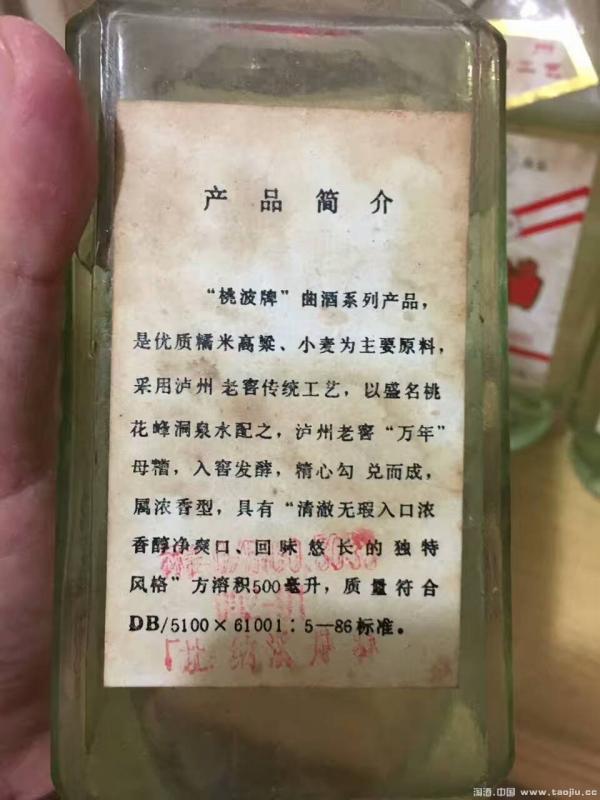 产品简介
“桃波牌”曲酒系列产品，
是优质糯米高粱、小麦为主要原料，
采用泸州老窖传统工艺，以盛名桃
花峰洞泉水配之，泸州老窖“万年”
母糟，入窖发酵，精心勾兑而成，
属浓香型，具有“清澈无瑕入口浓
香醇净爽口、回味悠长的独特
风格”方溶积500毫升，质量符合
DB/5100×61001：5—86标准。
淘酒.中国 www.taojiu.cc